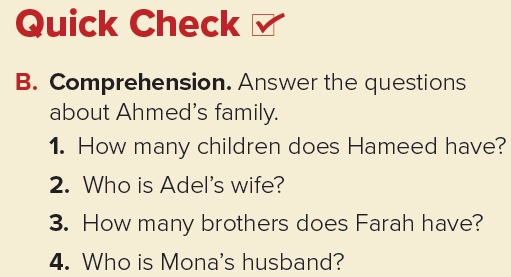 Quick Check
B. Comprehension. Answer the questions
about Ahmed’s family.
1. How many children does Hameed have?
2. Who is Adel’s wife?
3. How many brothers does Farah have?
4. Who is Mona’s husband?